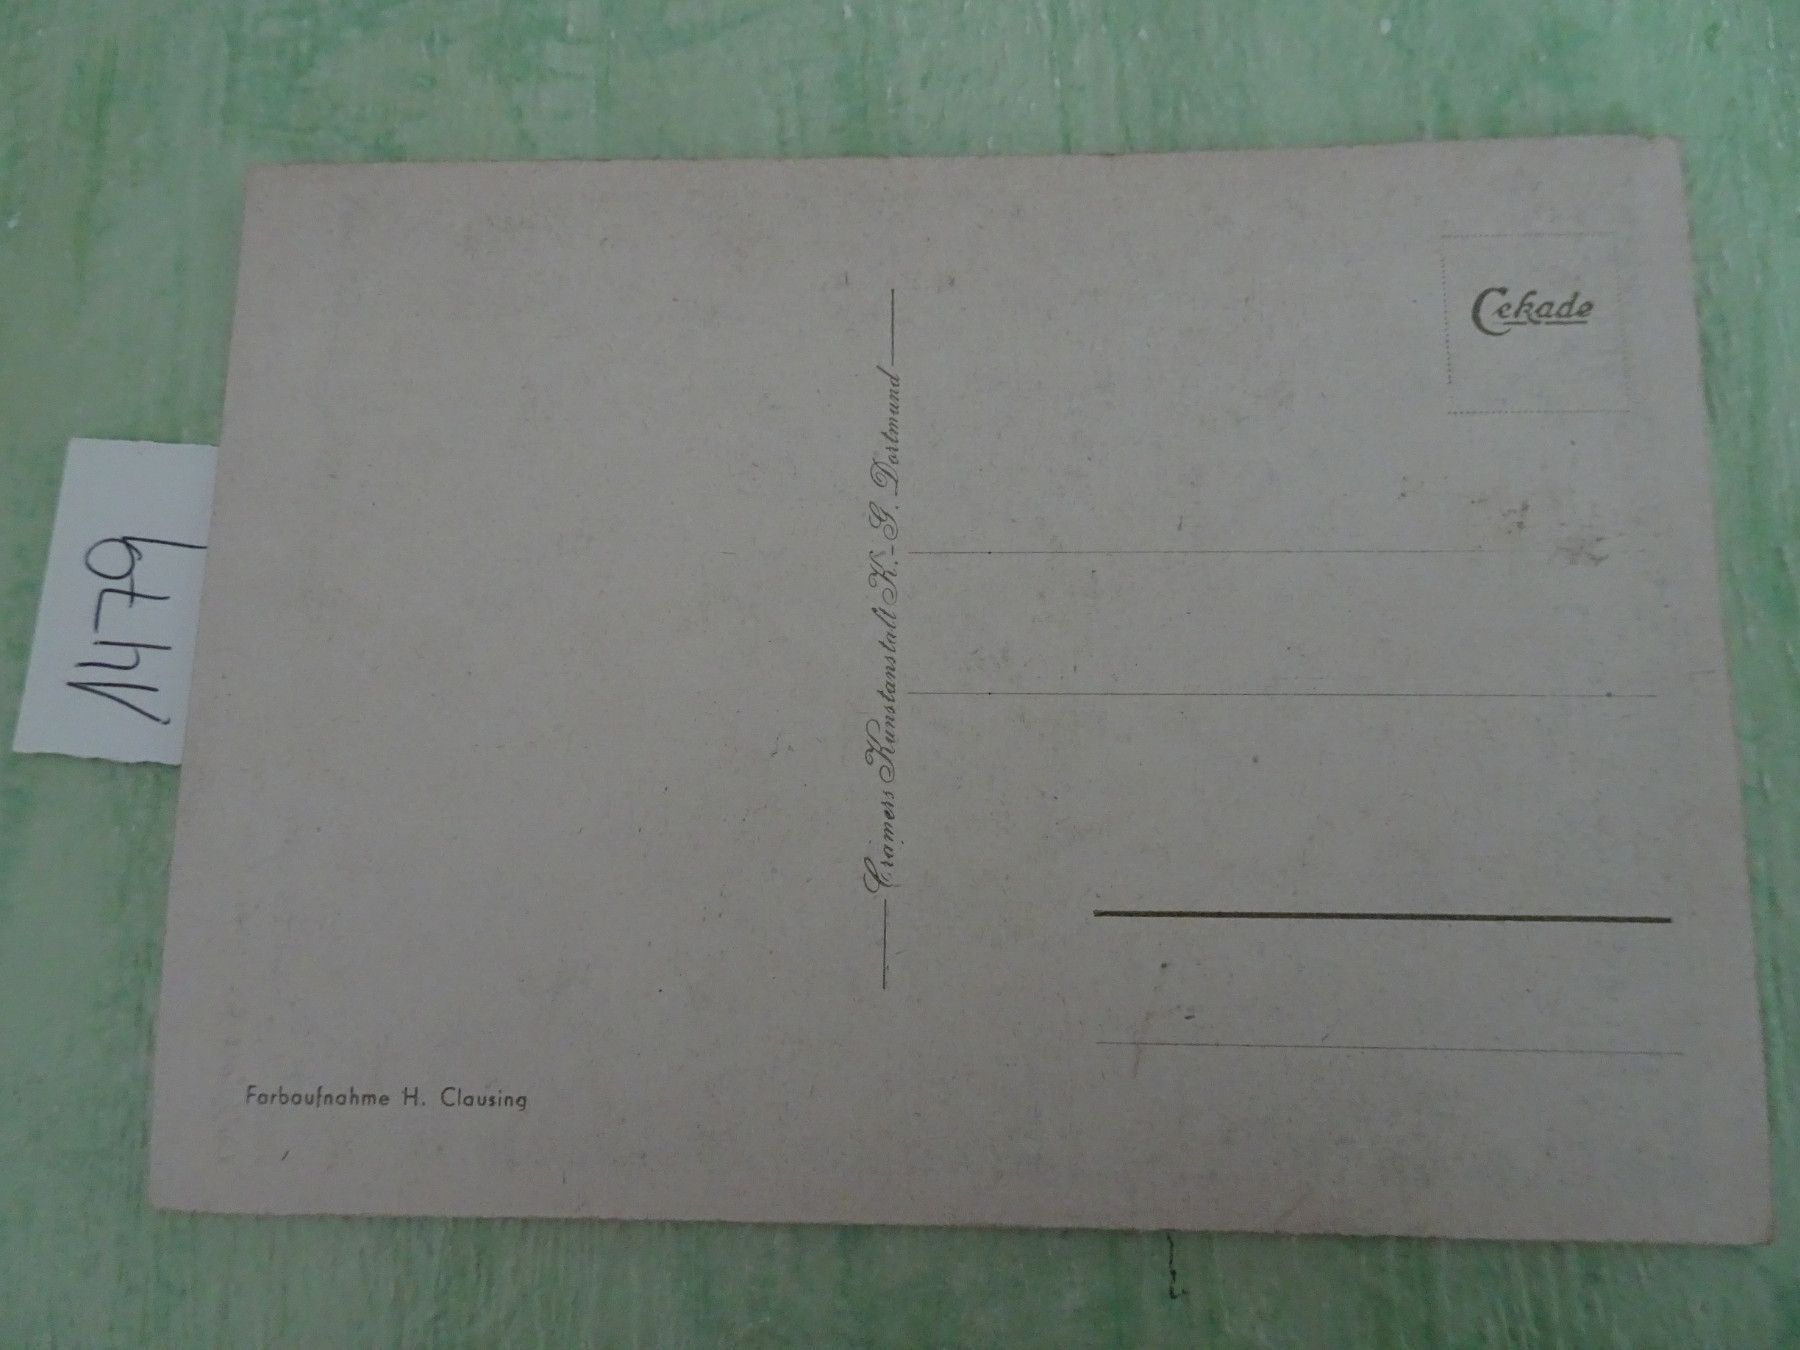 1479
Cekade
Cramers Kunstanstalt K.-G. Dortmund
Farbaufnahme H. Clausing